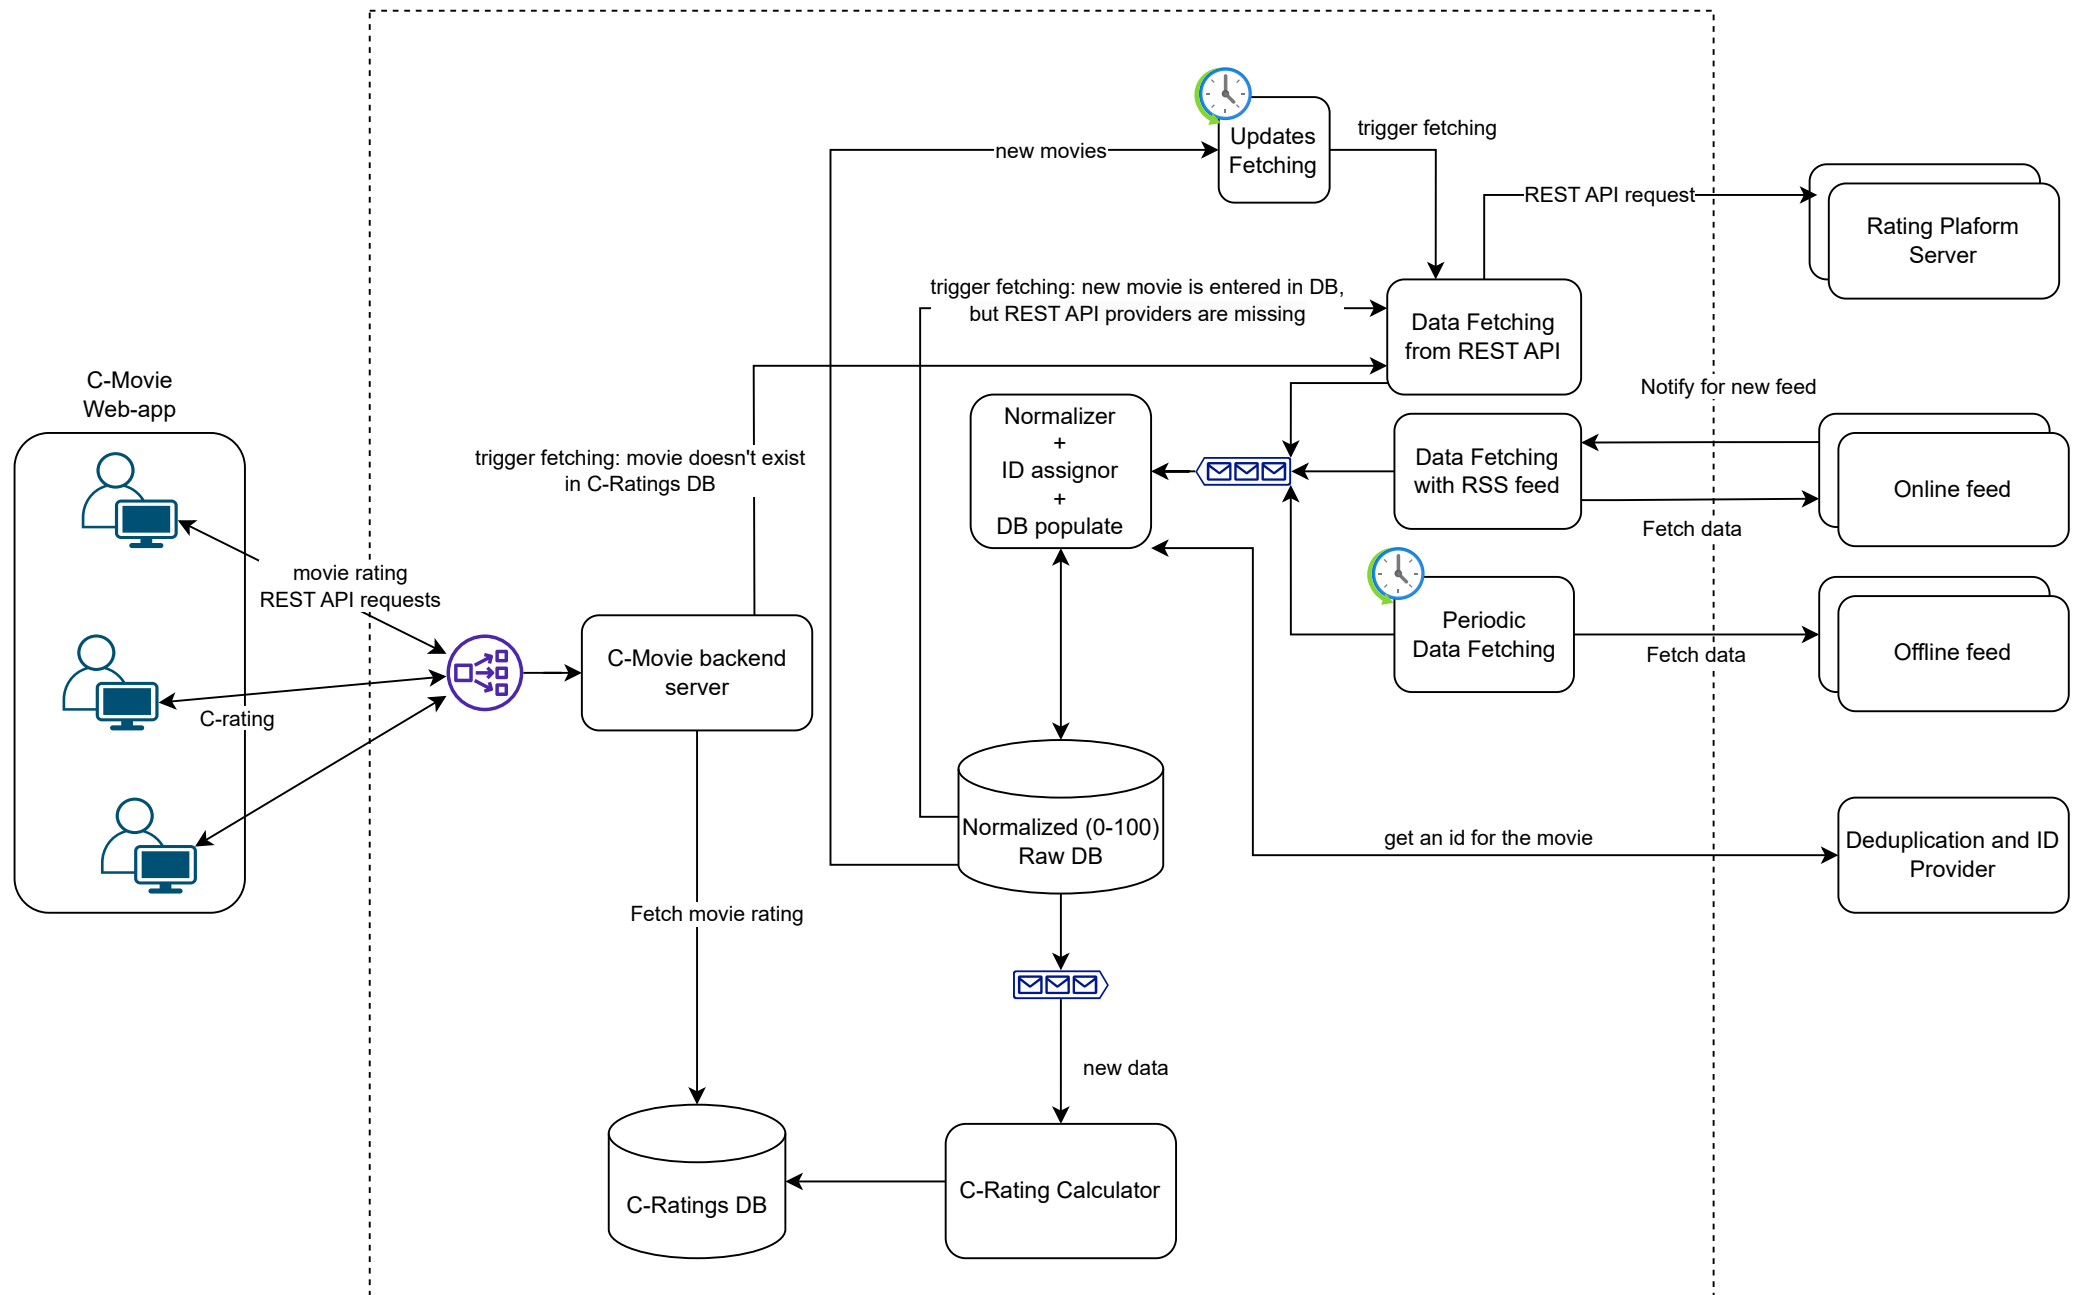 Updates
Fetching
trigger fetching
new movies
REST API request
Rating Plaform
Server
trigger fetching: new movie is entered in DB,
but REST API providers are missing
Data Fetching
from REST API
C-Movie
Web-app
Notify for new feed
Normalizer
+
ID assignor
+
DB populate
trigger fetching: movie doesn't exist
in C-Ratings DB
Data Fetching
with RSS feed
Online feed
Fetch data
movie rating
REST API requests
Periodic
Data Fetching
Offline feed
Fetch data
C-Movie backend
server
C-rating
Normalized (0-100)
Raw DB
get an id for the movie
Deduplication and ID
Provider
Fetch movie rating
new data
C-Ratings DB
C-Rating Calculator